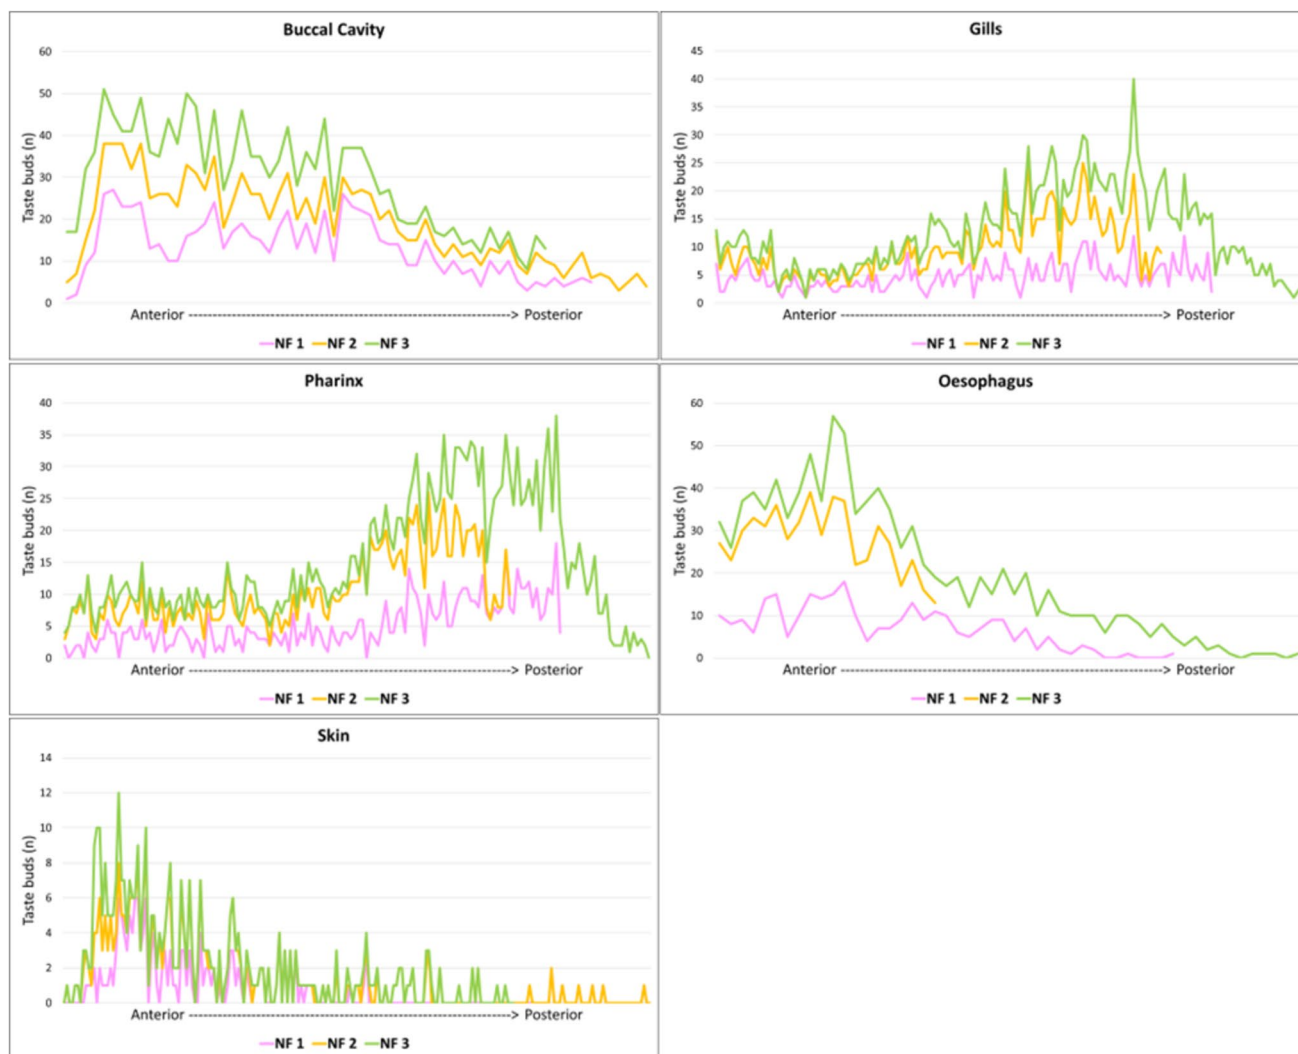 Buccal Cavity
Taste buds (n)
60
50
40
30
20
10
0
Anterior ------------------------------------------------> Posterior
NF 1 NF 2 NF 3
Gills
Taste buds (n)
45
40
35
30
25
20
15
10
5
0
Anterior ------------------------------------------------> Posterior
NF 1 NF 2 NF 3
Pharinx
Taste buds (n)
40
35
30
25
20
15
10
5
0
Anterior ------------------------------------------------> Posterior
NF 1 NF 2 NF 3
Oesophagus
Taste buds (n)
60
50
40
30
20
10
0
Anterior ------------------------------------------------> Posterior
NF 1 NF 2 NF 3
Skin
Taste buds (n)
14
12
10
8
6
4
2
0
Anterior ------------------------------------------------> Posterior
NF 1 NF 2 NF 3